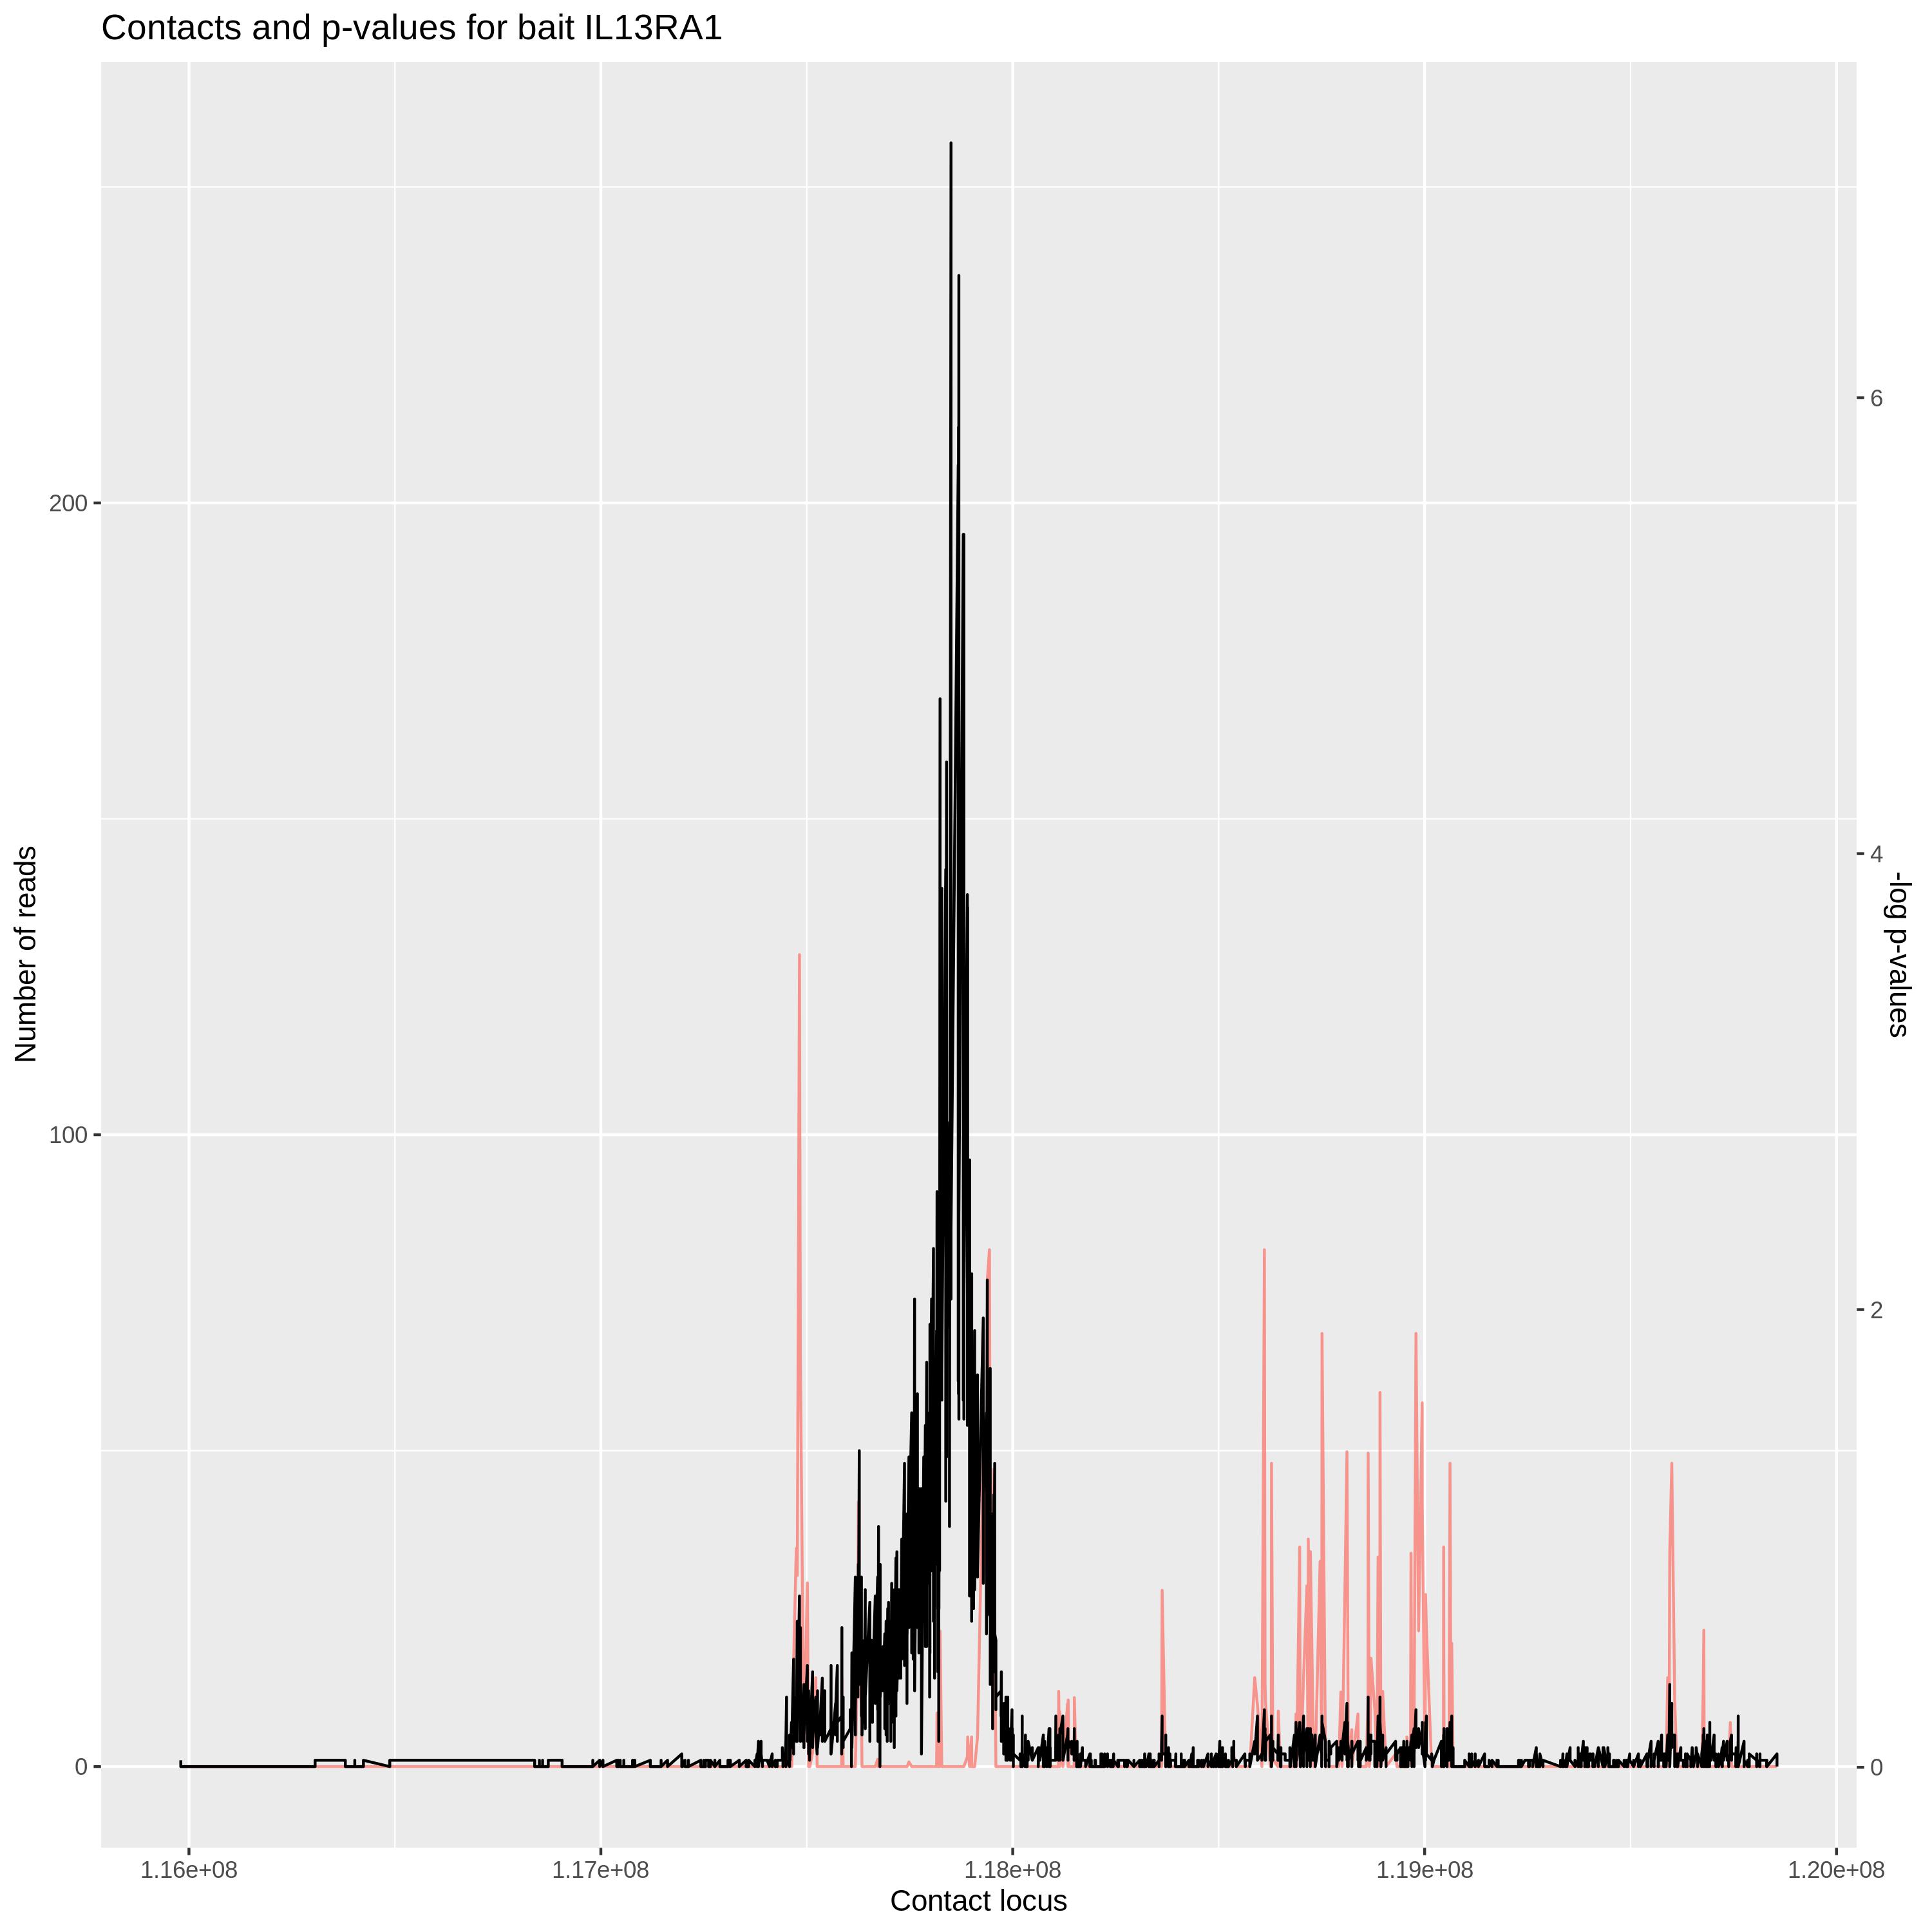 Contacts and p-values for bait IL13RA1
Number of reads
200
100
0
6
4
2
0
-log p-values
1.16e+08
1.17e+08
1.18e+08
1.19e+08
1.20e+08
Contact locus